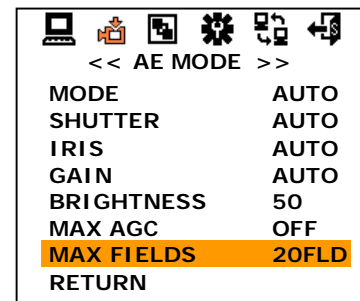 << AE MODE >>
MODE AUTO
SHUTTER AUTO
IRIS AUTO
GAIN AUTO
BRIGHTNESS 50
MAX AGC OFF
MAX FIELDS 20FLD
RETURN